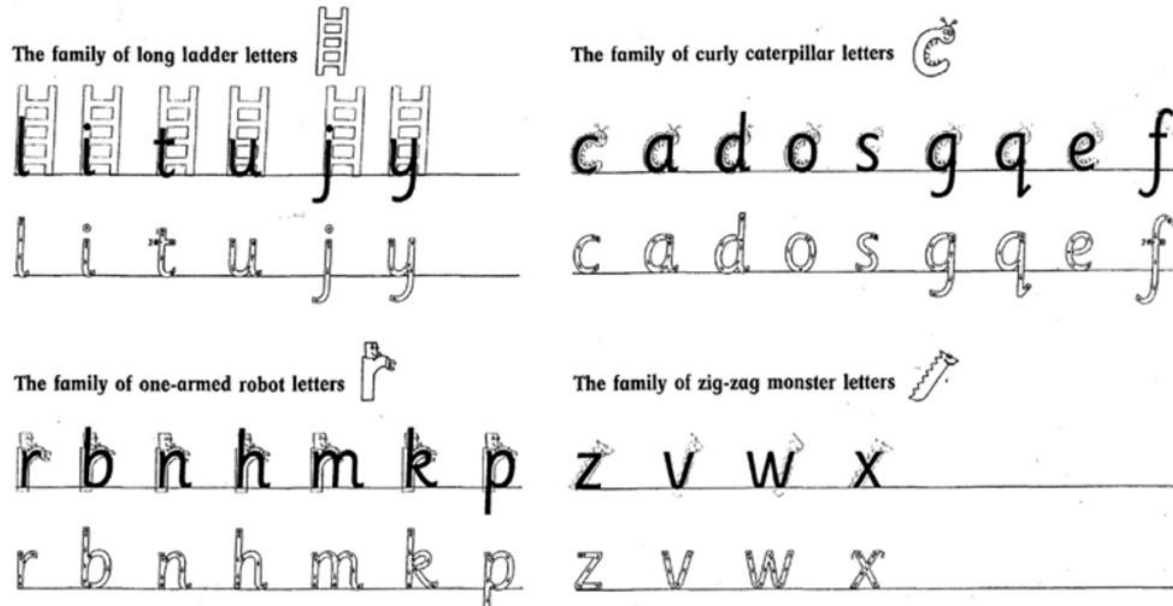 The family of long ladder letters
l i t u j y
l i t u j y
The family of curly caterpillar letters
c a d o s g q e f
c a d o s g q e f
The family of one-armed robot letters
r b n h m k p
r b n h m k p
The family of zig-zag monster letters
z v w x
z v w x